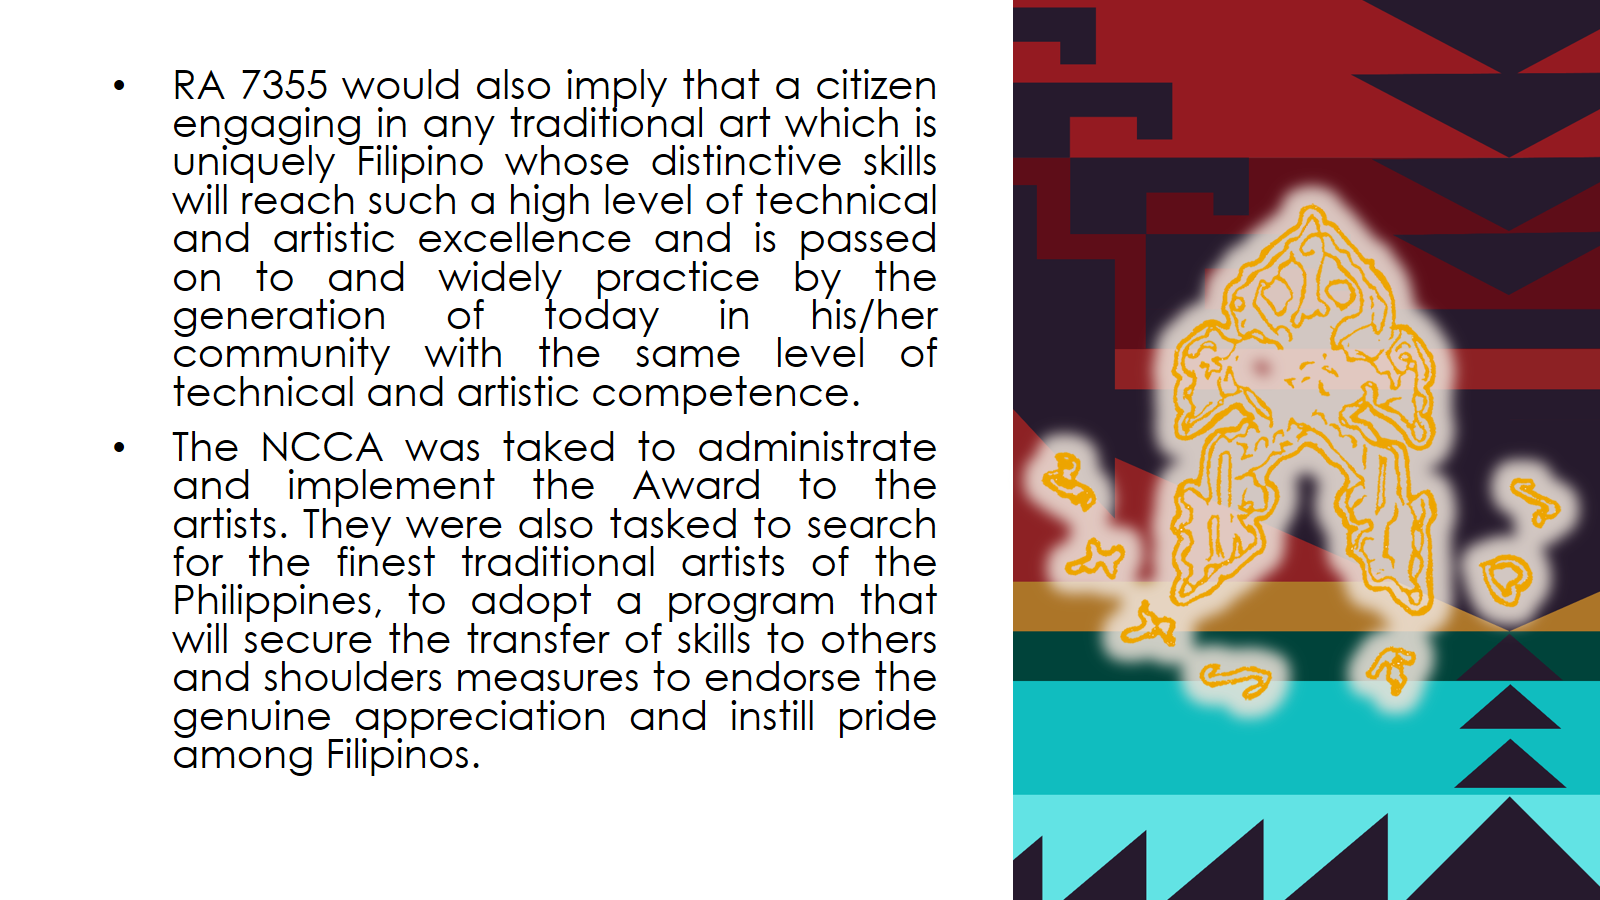 • RA 7355 would also imply that a citizen
engaging in any traditional art which is
uniquely Filipino whose distinctive skills
will reach such a high level of technical
and artistic excellence and is passed
on to and widely practice by the
generation of today in his/her
community with the same level of
technical and artistic competence.
• The NCCA was taked to administrate
and implement the Award to the
artists. They were also tasked to search
for the finest traditional artists of the
Philippines, to adopt a program that
will secure the transfer of skills to others
and shoulders measures to endorse the
genuine appreciation and instill pride
among Filipinos.